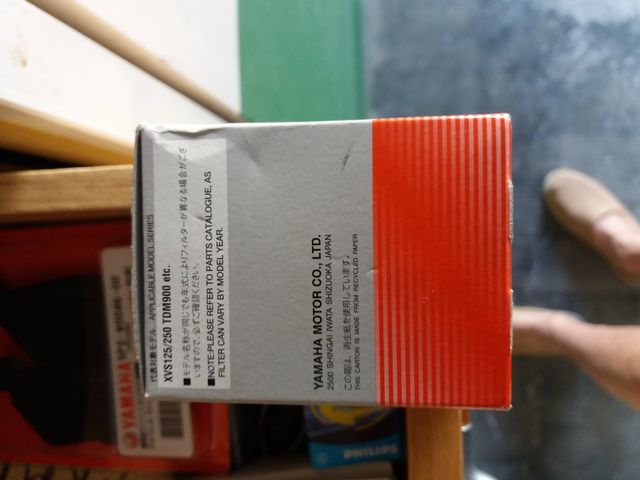 代表対象モデル APPLICABLE MODEL SERIES
XVS125/250 TDM900 etc.
■モデル名称が同じでも年式によりフィルターが異なる場合がござ
いますので、必ずご確認ください。
■NOTE-PLEASE REFER TO PARTS CATALOGUE, AS
FILTER CAN VARY BY MODEL YEAR.
YAMAHA MOTOR CO., LTD.
2500 SHINGAI IWATA SHIZUOKA JAPAN
この箱は、再生紙を使用しています。
THIS CARTON IS MADE FROM RECYCLED PAPER
YAMAHA
PHILIPS